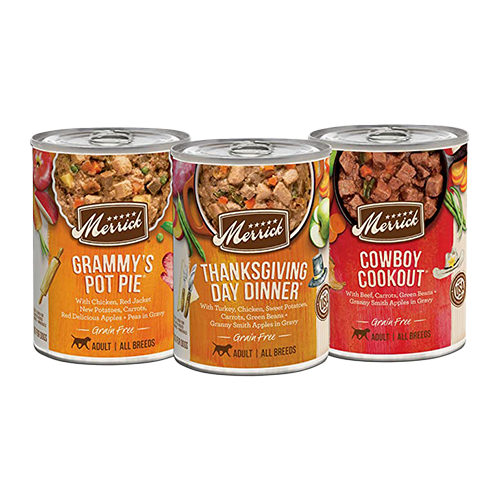 Merrick
GRAMMY'S
POT PIE™
With Chicken, Red Jacket
New Potatoes, Carrots,
Red Delicious Apples + Peas in Gravy
Grain Free
ADULT | ALL BREEDS
Merrick
THANKSGIVING
DAY DINNER™
With Turkey, Chicken, Sweet Potatoes,
Carrots, Green Beans +
Granny Smith Apples in Gravy
Grain Free
ADULT | ALL BREEDS
Merrick
COWBOY
COOKOUT™
With Beef, Carrots, Green Beans +
Granny Smith Apples in Gravy
Grain Free
ADULT | ALL BREEDS